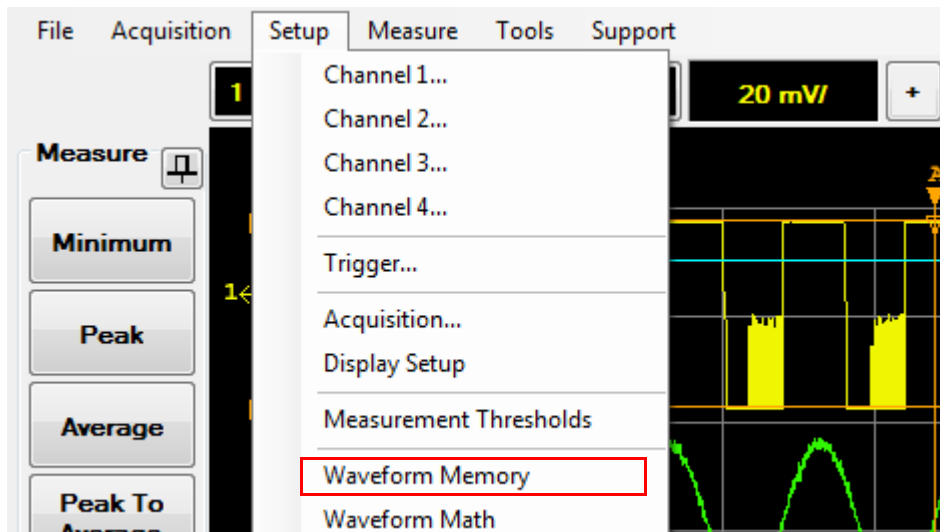 File Acquisition Setup Measure Tools Support
1 20 mV/ +
Channel 1...
Channel 2...
Channel 3...
Channel 4...
Trigger...
Acquisition...
Display Setup
Measurement Thresholds
Waveform Memory
Waveform Math
Measure
Minimum
Peak
Average
Peak To
Average
1